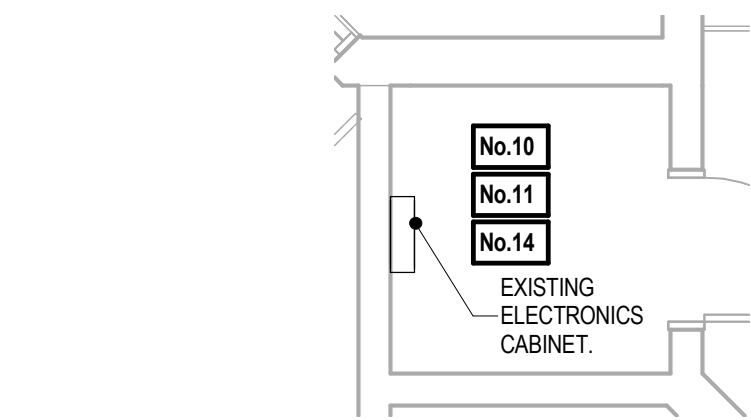 No.10
No.11
No.14
EXISTING
ELECTRONICS
CABINET.